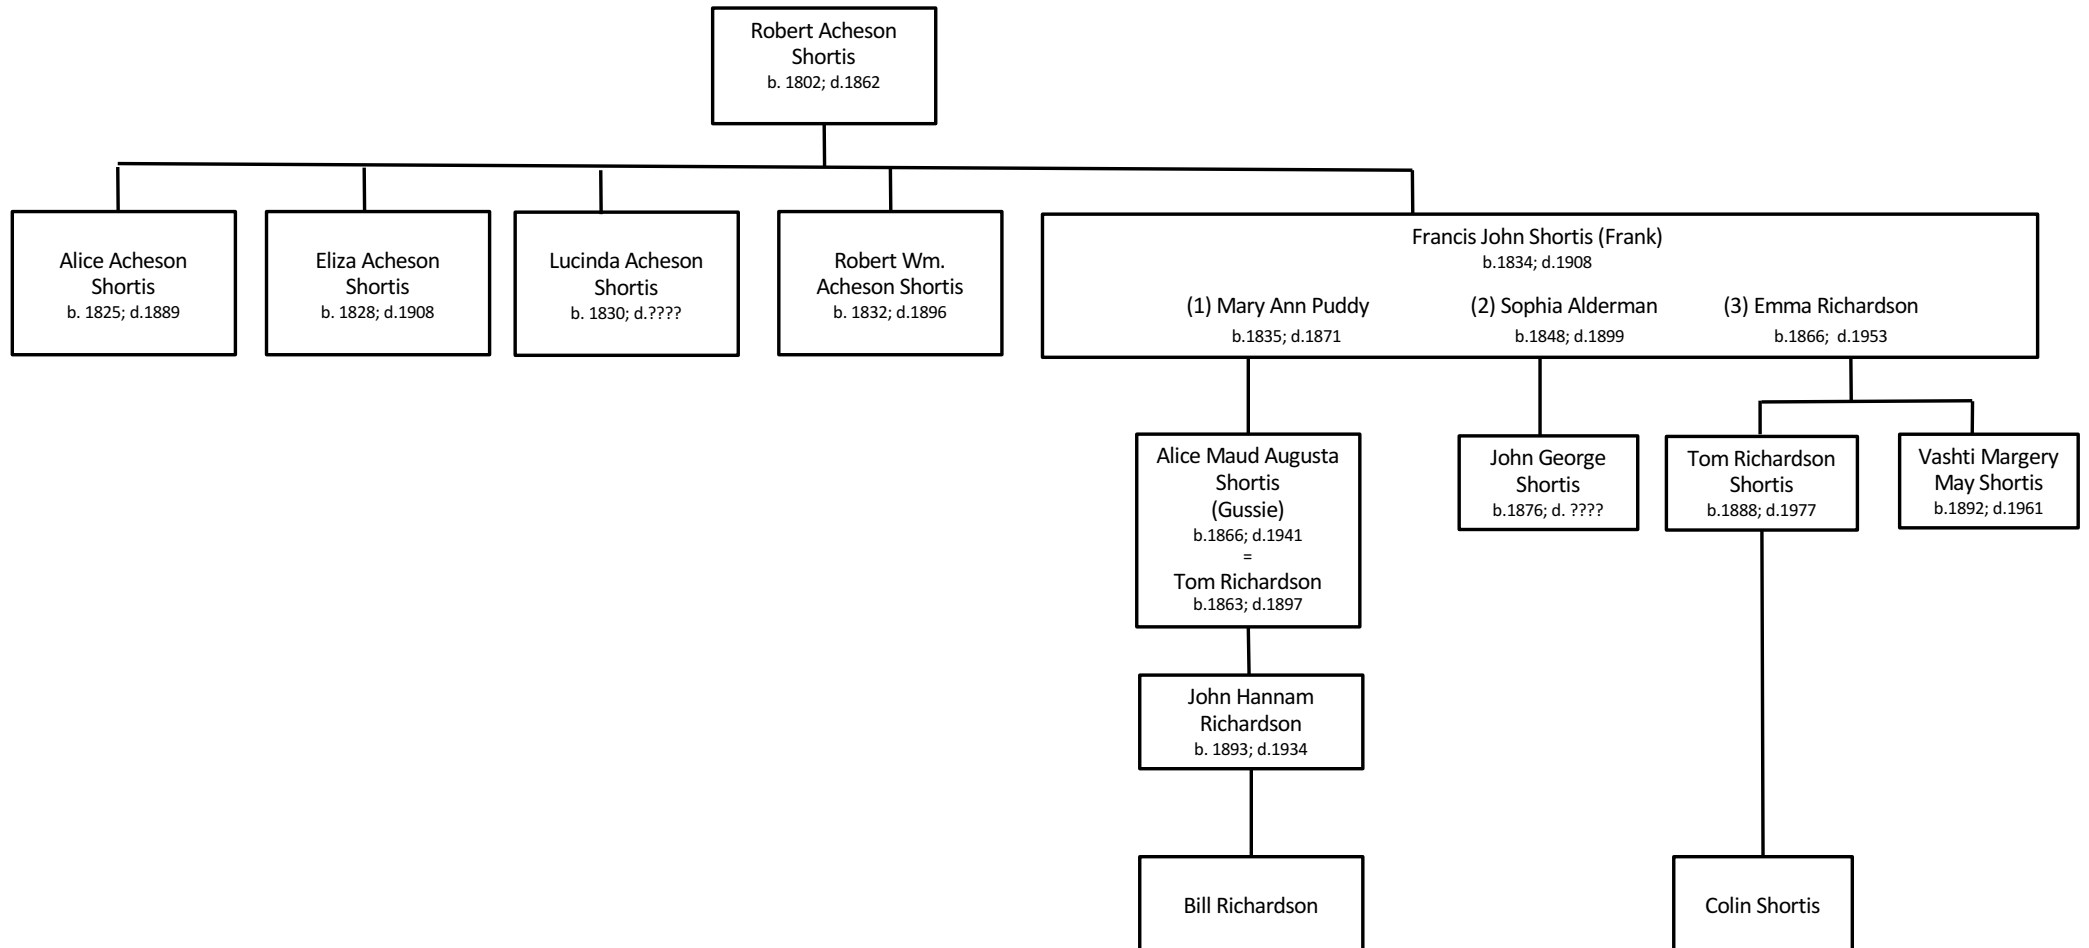 Robert Acheson
Shortis
b. 1802; d.1862
Alice Acheson
Shortis
b. 1825; d.1889
Eliza Acheson
Shortis
b. 1828; d.1908
Lucinda Acheson
Shortis
b. 1830; d.????
Robert Wm.
Acheson Shortis
b. 1832; d.1896
Francis John Shortis (Frank)
b.1834; d.1908
(1) Mary Ann Puddy
b.1835; d.1871
(2) Sophia Alderman
b.1848; d.1899
(3) Emma Richardson
b.1866; d.1953
Alice Maud Augusta
Shortis
(Gussie)
b.1866; d.1941
=
Tom Richardson
b.1863; d.1897
John George
Shortis
b.1876; d. ????
Tom Richardson
Shortis
b.1888; d.1977
Vashti Margery
May Shortis
b.1892; d.1961
John Hannam
Richardson
b. 1893; d.1934
Bill Richardson
Colin Shortis